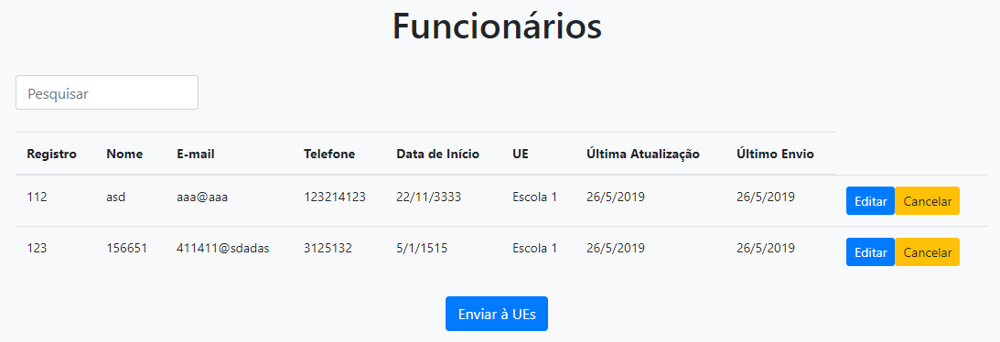 Funcionários
Pesquisar
Registro Nome E-mail Telefone Data de Início UE Última Atualização Último Envio
112 asd aaa@aaa 123214123 22/11/3333 Escola 1 26/5/2019 26/5/2019 Editar Cancelar
123 156651 411411@sdadas 3125132 5/1/1515 Escola 1 26/5/2019 26/5/2019 Editar Cancelar
Enviar à UEs